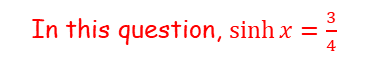 In this question, sinh x = 3/4